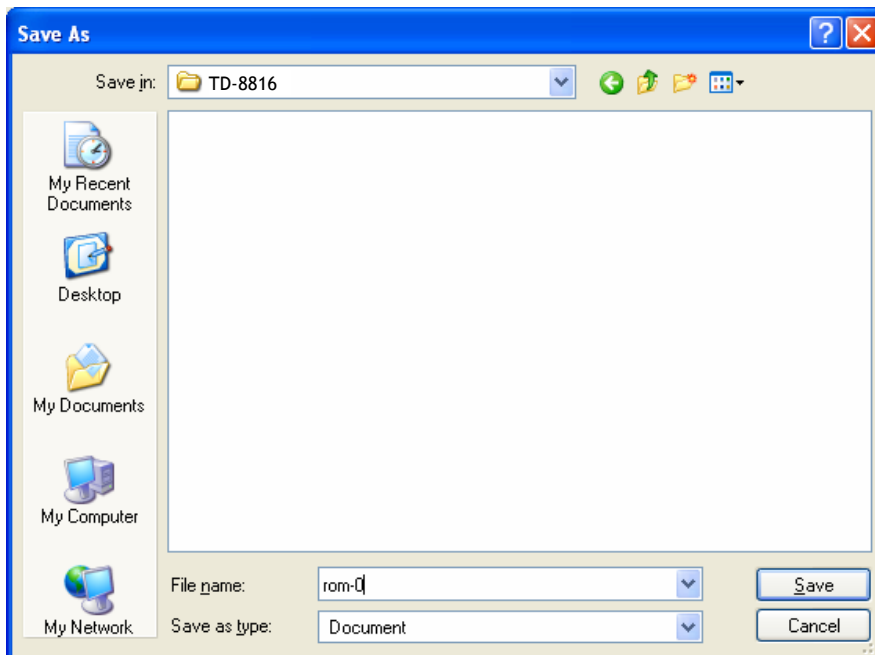 Save As
Save in: TD-8816
My Recent
Documents
Desktop
My Documents
My Computer
My Network
File name: rom-0 Save
Save as type: Document Cancel